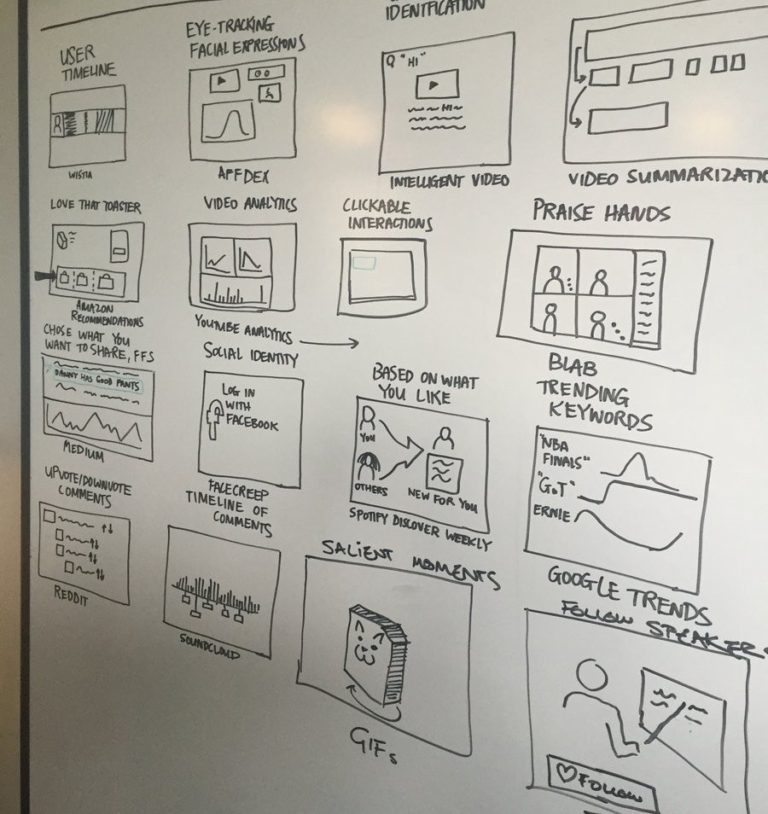 IDENTIFICATION
EYE-TRACKING
FACIAL EXPRESSIONS
USER
TIMELINE
Q "HI"
HI
WISTIA
APFDEX
INTELLIGENT VIDEO
VIDEO SUMMARIZATIO
LOVE THAT TOASTER
VIDEO ANALYTICS
CLICKABLE
INTERACTIONS
PRAISE HANDS
AMAZON
RECOMMENDATIONS
YOUTUBE ANALYTICS
BLAB
CHOSE WHAT YOU
WANT TO SHARE, FFS
DANNY HAS GOOD PANTS
MEDIUM
SOCIAL IDENTITY
LOG IN
WITH
FACEBOOK
FACECREEP
BASED ON WHAT
YOU LIKE
YOU
OTHERS
NEW FOR YOU
SPOTIFY DISCOVER WEEKLY
TRENDING
KEYWORDS
"NBA
FINALS"
"GoT"
ERNIE
GOOGLE TRENDS
UPVOTE/DOWNVOTE
COMMENTS
REDDIT
TIMELINE OF
COMMENTS
SOUNDCLOUD
SALIENT MOMENTS
GIFs
FOLLOW SPEAKER
FOLLOW